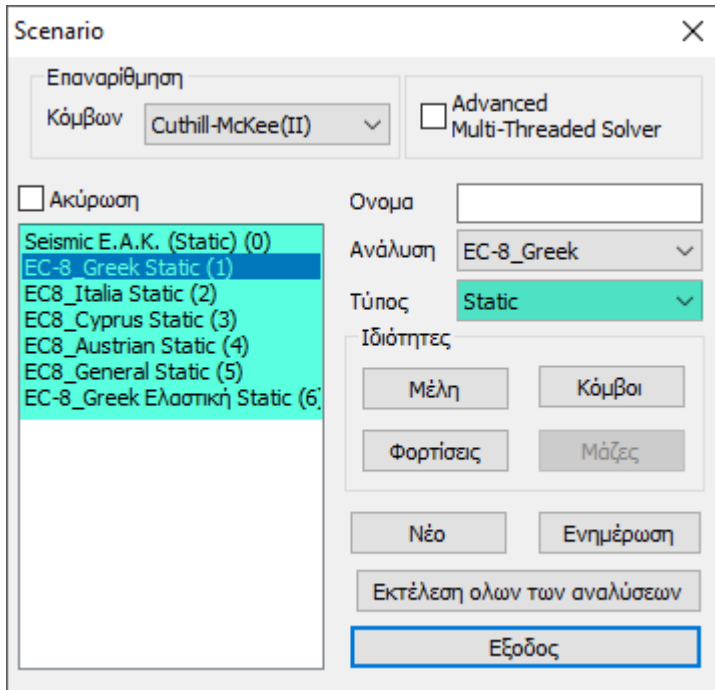 Scenario
Επαναρίθμηση
Κόμβων
Cuthill-McKee(II)
Advanced
Multi-Threaded Solver
Ακύρωση
Seismic E.A.K. (Static) (0)
EC-8_Greek Static (1)
EC8_Italia Static (2)
EC8_Cyprus Static (3)
EC8_Austrian Static (4)
EC8_General Static (5)
EC-8_Greek Ελαστική Static (6)
Ονομα
Ανάλυση
EC-8_Greek
Τύπος
Static
Ιδιότητες
Μέλη
Κόμβοι
Φορτίσεις
Μάζες
Νέο
Ενημέρωση
Εκτέλεση ολων των αναλύσεων
Εξοδος